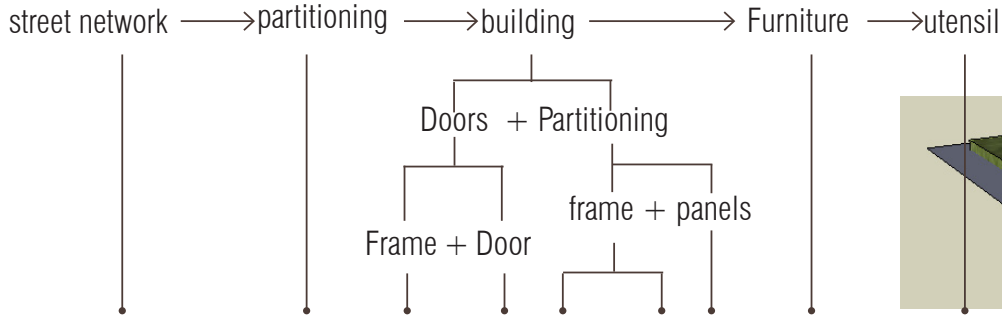 street network partitioning building Furniture utensil
Doors + Partitioning
frame + panels
Frame + Door